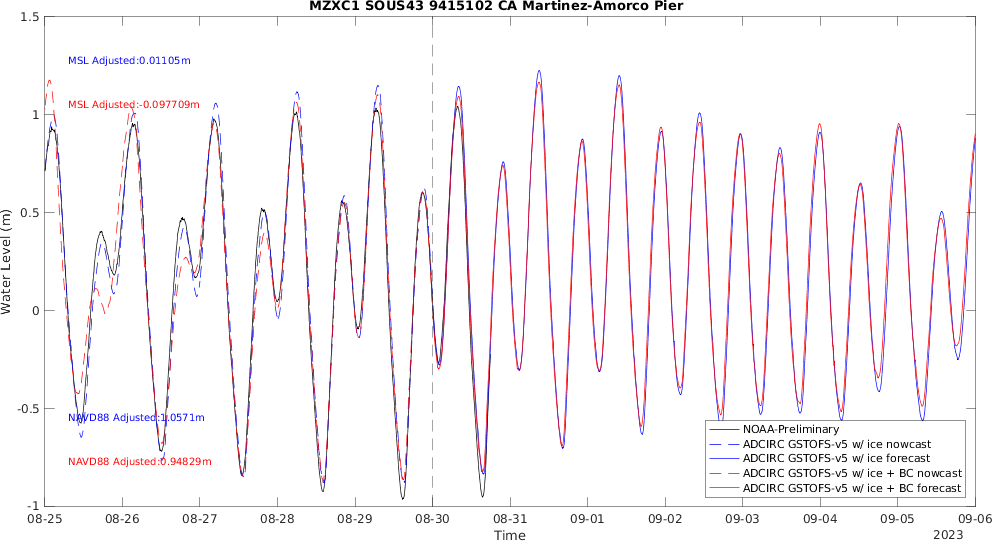 MZXC1 SOUS43 9415102 CA Martinez-Amorco Pier
1.5
1
0.5
0
-0.5
-1
Water Level (m)
MSL Adjusted:0.01105m
MSL Adjusted:-0.097709m
NAVD88 Adjusted:1.0571m
NAVD88 Adjusted:0.94829m
NOAA-Preliminary
ADCIRC GSTOFS-v5 w/ ice nowcast
ADCIRC GSTOFS-v5 w/ ice forecast
ADCIRC GSTOFS-v5 w/ ice + BC nowcast
ADCIRC GSTOFS-v5 w/ ice + BC forecast
08-25 08-26 08-27 08-28 08-29 08-30 08-31 09-01 09-02 09-03 09-04 09-05 09-06
Time
2023